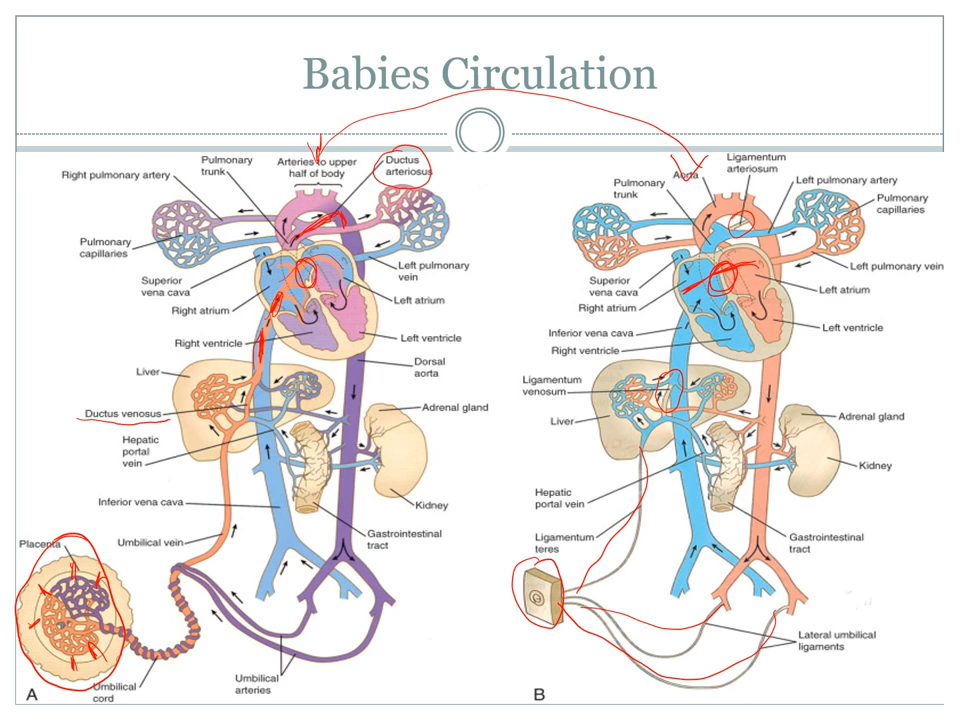 Babies Circulation
Pulmonary
trunk
Arteries to upper
half of body
Ductus
arteriosus
Right pulmonary artery
Pulmonary
capillaries
Superior
vena cava
Right atrium
Right ventricle
Left pulmonary
vein
Left atrium
Left ventricle
Liver
Dorsal
aorta
Ductus venosus
Adrenal gland
Hepatic
portal
vein
Inferior vena cava
Kidney
Umbilical vein
Gastrointestinal
tract
Placenta
Umbilical
arteries
Umbilical
cord
A
Ligamentum
arteriosum
Aorta
Pulmonary
trunk
Left pulmonary artery
Pulmonary
capillaries
Superior
vena cava
Left pulmonary vein
Right atrium
Left atrium
Inferior vena cava
Left ventricle
Right ventricle
Ligamentum
venosum
Liver
Adrenal gland
Kidney
Hepatic
portal vein
Ligamentum
teres
Gastrointestinal
tract
Lateral umbilical
ligaments
B